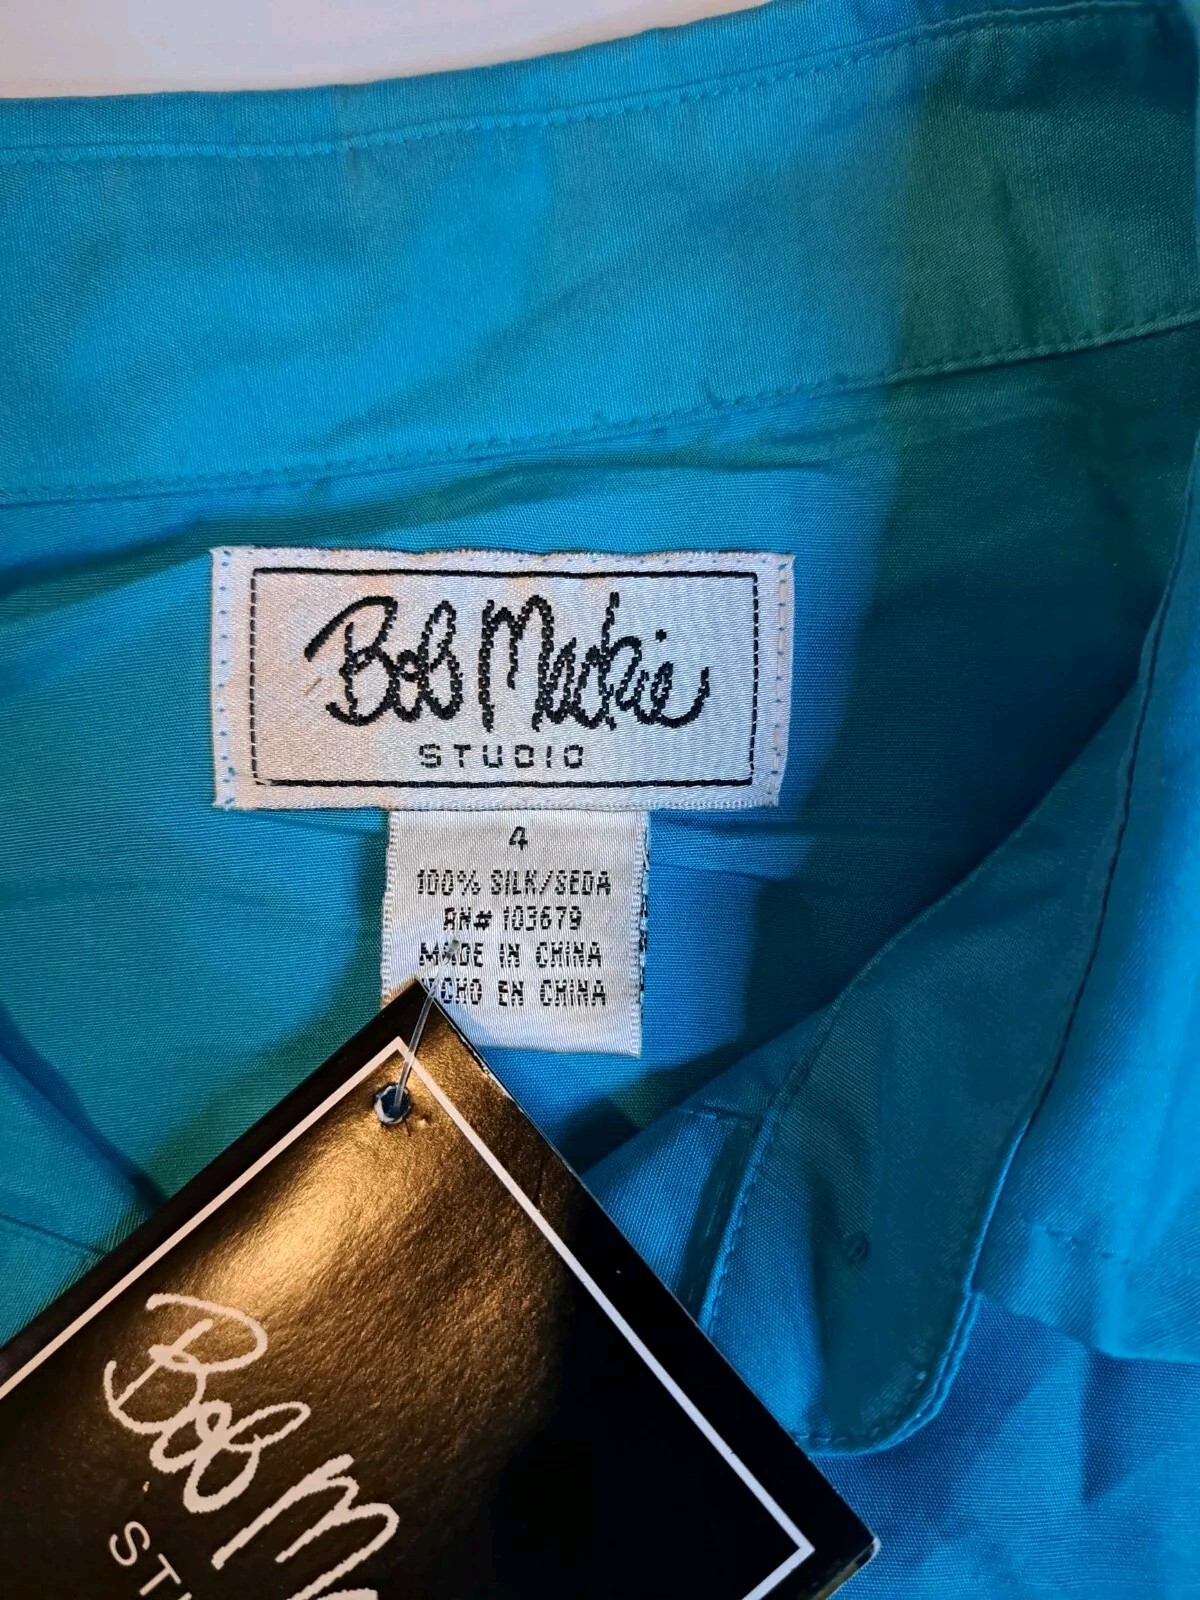 Bob Mackie
STUDIO
4
100% SILK/SEDA
RN# 103679
MADE IN CHINA
HECHO EN CHINA
Bob M
STU